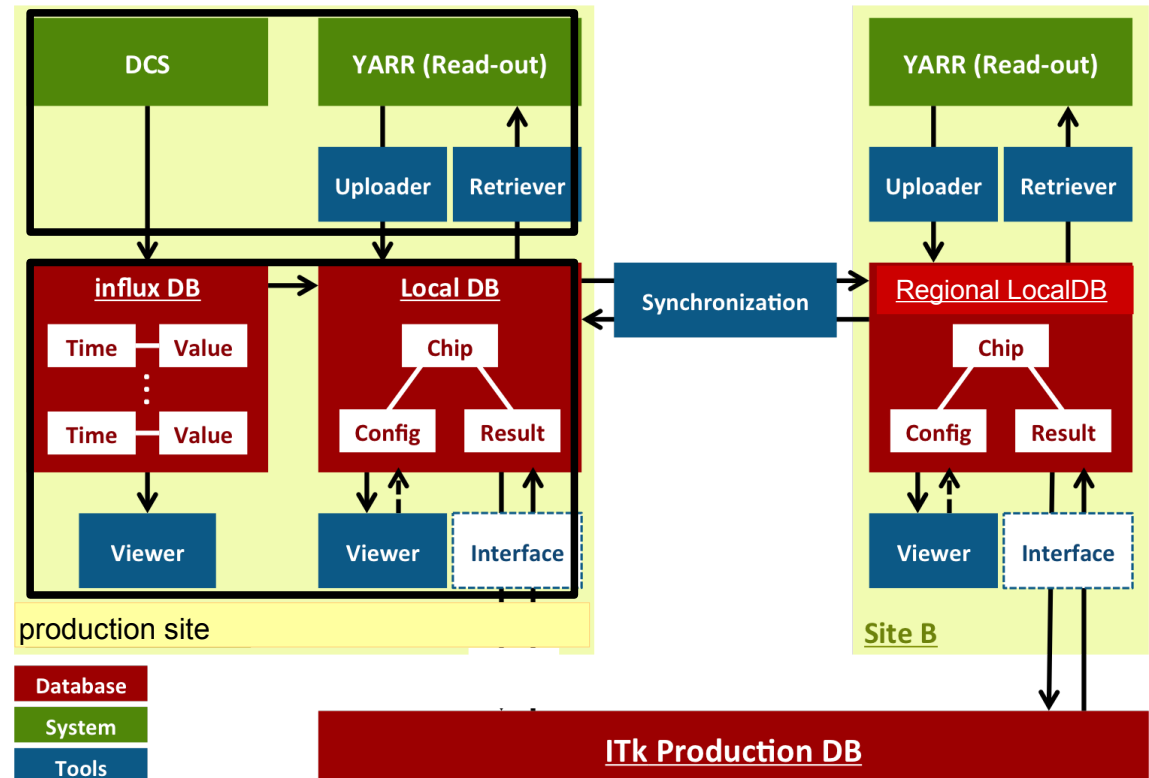 DCS
YARR (Read-out)
YARR (Read-out)
Uploader
Retriever
Uploader
Retriever
influx DB
Local DB
Synchronization
Regional LocalDB
Time
Value
Chip
Chip
Time
Value
Config
Result
Config
Result
Viewer
Viewer
Interface
Viewer
Interface
production site
Site B
Database
System
Tools
ITk Production DB